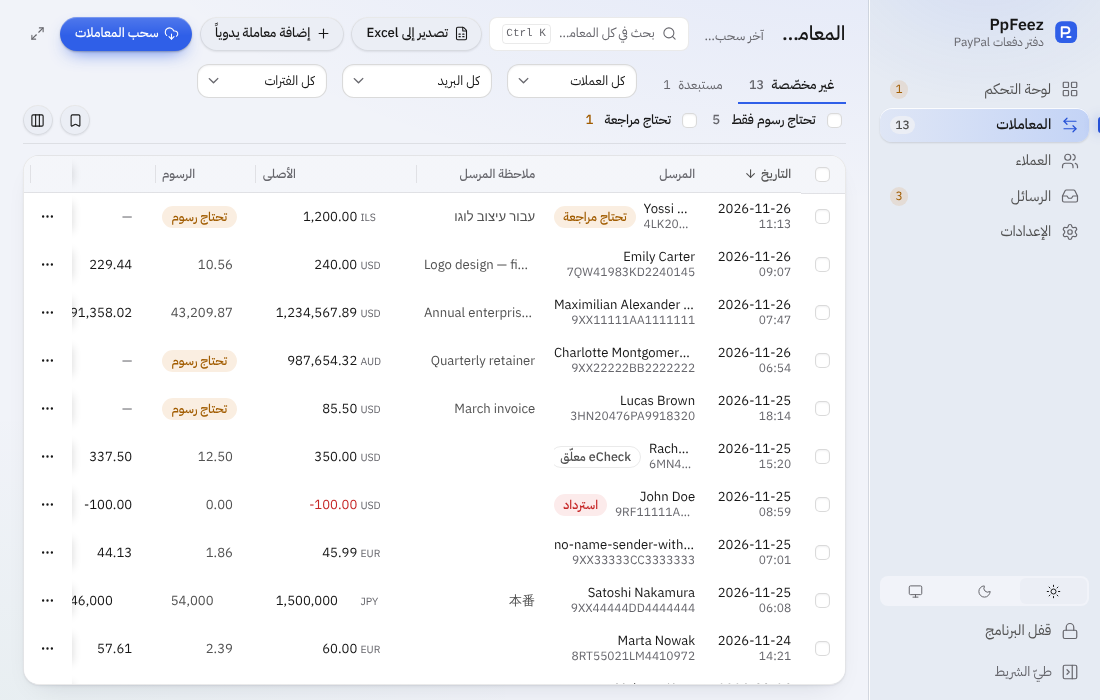 PpFeez
دفتر دفعات PayPal
لوحة التحكم 1
المعاملات 13
العملاء
الرسائل 3
الإعدادات
قفل البرنامج
طيّ الشريط
المعامـ...
آخر سحب...
بحث في كل المعامـ... Ctrl K
تصدير إلى Excel
إضافة معاملة يدوياً
سحب المعاملات
غير مخصّصة 13
مستبعدة 1
كل العملات
كل البريد
كل الفترات
تحتاج رسوم فقط 5
تحتاج مراجعة 1
التاريخ المرسل ملاحظة المرسل الأصلي الرسوم
2026-11-26 Yossi ... تحتاج مراجعة עבור עיצוב לוגו 1,200.00 ILS تحتاج رسوم —
11:13 4LK20...
2026-11-26 Emily Carter Logo design — fi... 240.00 USD 10.56 229.44
09:07 7QW41983KD2240145
2026-11-26 Maximilian Alexander ... Annual enterpris... 1,234,567.89 USD 43,209.87 91,358.02
07:47 9XX11111AA1111111
2026-11-26 Charlotte Montgomer... Quarterly retainer 987,654.32 AUD تحتاج رسوم —
06:54 9XX22222BB2222222
2026-11-25 Lucas Brown March invoice 85.50 USD تحتاج رسوم —
18:14 3HN20476PA9918320
2026-11-25 Rach... eCheck معلّق 350.00 USD 12.50 337.50
15:20 6MN4...
2026-11-25 John Doe استرداد -100.00 USD 0.00 -100.00
08:59 9RF11111A...
2026-11-25 no-name-sender-with... 45.99 EUR 1.86 44.13
07:01 9XX33333CC3333333
2026-11-25 Satoshi Nakamura 本番 1,500,000 JPY 54,000 46,000
06:08 9XX44444DD4444444
2026-11-24 Marta Nowak 60.00 EUR 2.39 57.61
14:21 8RT55021LM4410972